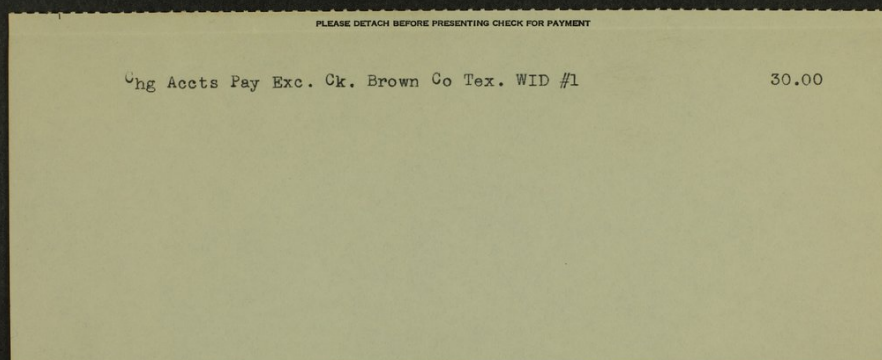 PLEASE DETACH BEFORE PRESENTING CHECK FOR PAYMENT
Chg Accts Pay Exc. Ck. Brown Co Tex. WID #1 30.00